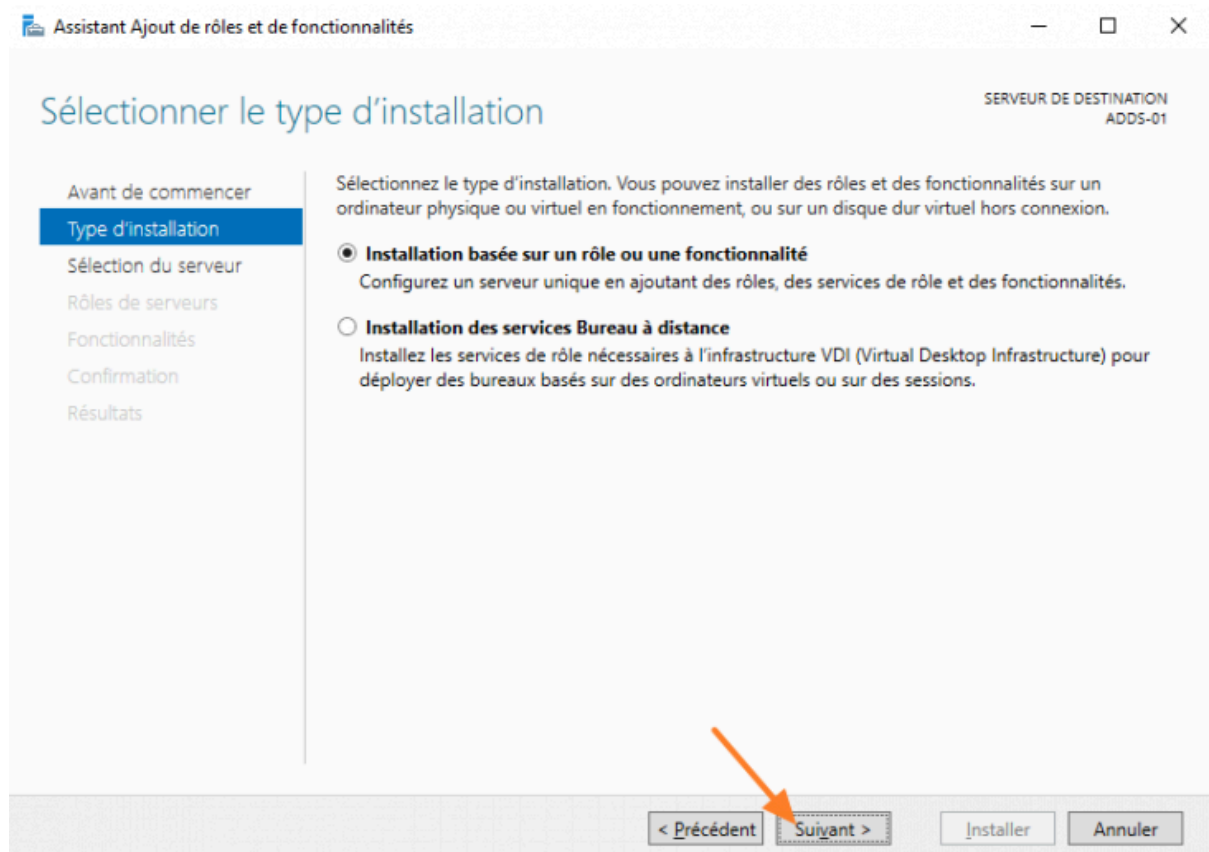 Assistant Ajout de rôles et de fonctionnalités
Sélectionner le type d'installation
SERVEUR DE DESTINATION
ADDS-01
Avant de commencer
Type d'installation
Sélection du serveur
Rôles de serveurs
Fonctionnalités
Confirmation
Résultats
Sélectionnez le type d'installation. Vous pouvez installer des rôles et des fonctionnalités sur un
ordinateur physique ou virtuel en fonctionnement, ou sur un disque dur virtuel hors connexion.
Installation basée sur un rôle ou une fonctionnalité
Configurez un serveur unique en ajoutant des rôles, des services de rôle et des fonctionnalités.
Installation des services Bureau à distance
Installez les services de rôle nécessaires à l'infrastructure VDI (Virtual Desktop Infrastructure) pour
déployer des bureaux basés sur des ordinateurs virtuels ou sur des sessions.
< Précédent
Suivant >
Installer
Annuler